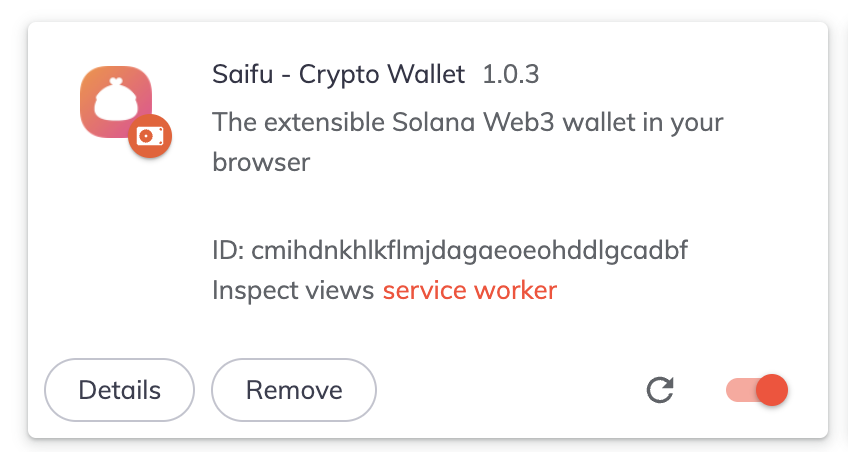 Saifu - Crypto Wallet 1.0.3
The extensible Solana Web3 wallet in your
browser
ID: cmihdnkhlkflmjdagaeoeohddlgcadbf
Inspect views service worker
Details Remove